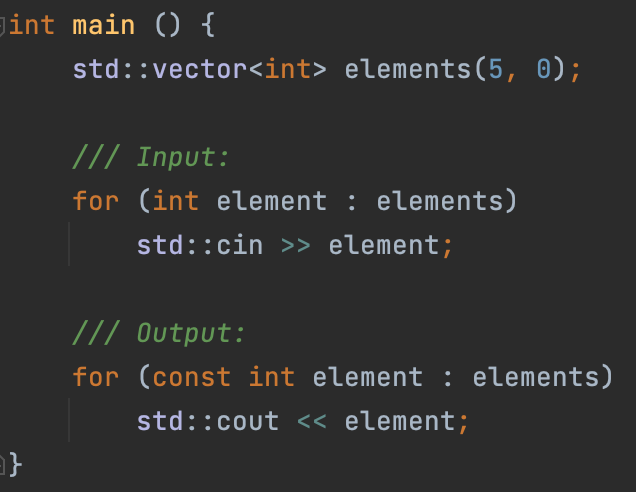 int main () {
    std::vector<int> elements(5, 0);

    /// Input:
    for (int element : elements)
        std::cin >> element;

    /// Output:
    for (const int element : elements)
        std::cout << element;
}